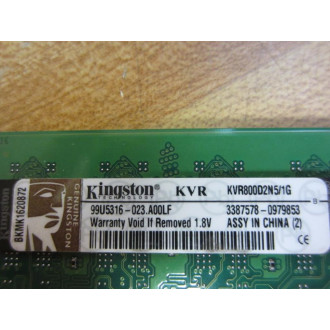 BKMK1620872
GENUINE
KINGSTON
Kingston KVR KVR800D2N5/1G
TECHNOLOGY
99U5316-023.A00LF 3387578-0979853
Warranty Void If Removed 1.8V ASSY IN CHINA (2)